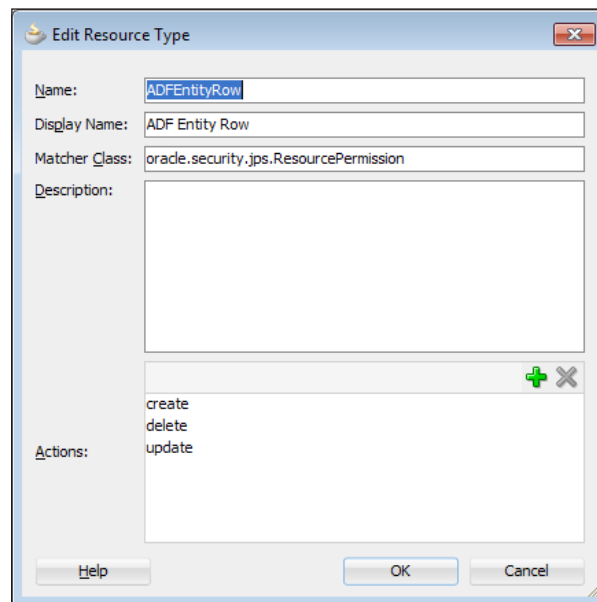 Edit Resource Type
Name: ADFEntityRow
Display Name: ADF Entity Row
Matcher Class: oracle.security.jps.ResourcePermission
Description:
create
delete
update
Actions:
Help OK Cancel